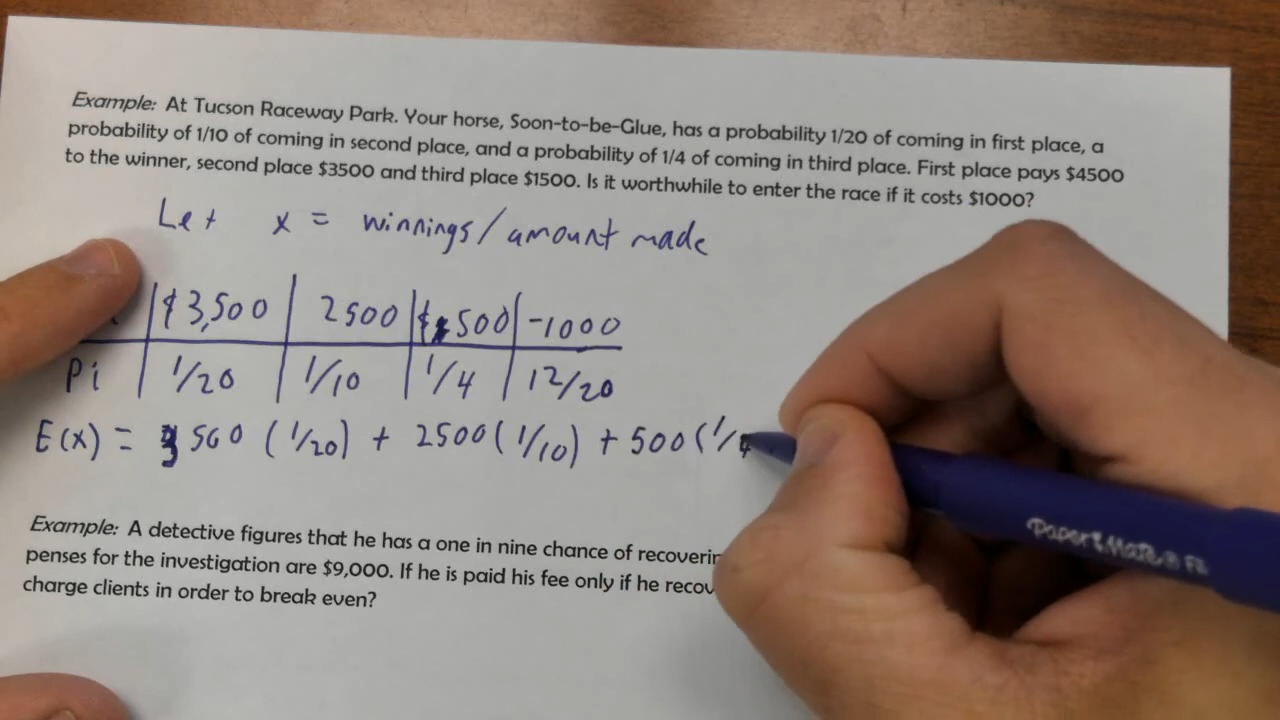 Example: At Tucson Raceway Park. Your horse, Soon-to-be-Glue, has a probability 1/20 of coming in first place, a
probability of 1/10 of coming in second place, and a probability of 1/4 of coming in third place. First place pays $4500
to the winner, second place $3500 and third place $1500. Is it worthwhile to enter the race if it costs $1000?
Let x = winnings/amount made
$3,500 2500 $500 -1000
Pi 1/20 1/10 1/4 12/20
E(x) = 3500 (1/20) + 2500(1/10) + 500(1/4
Example: A detective figures that he has a one in nine chance of
penses for the investigation are $9,000. If he is paid his fee only if he
charge clients in order to break even?
Paper Mate